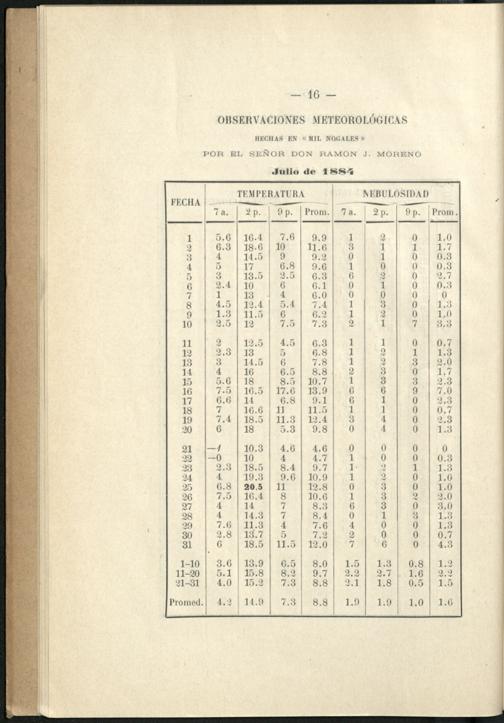 — 16 —
OBSERVACIONES METEOROLÓGICAS
HECHAS EN «MIL NOGALES»
POR EL SEÑOR DON RAMON J. MORENO
Julio de 1884
FECHA TEMPERATURA NEBULOSIDAD
7 a. 2 p. 9 p. Prom. 7 a. 2 p. 9 p. Prom.
1 5.6 16.4 7.6 9.9 1 2 0 1.0
2 6.3 18.6 10 11.6 3 1 1 1.7
3 4 14.5 9 9.2 0 1 0 0.3
4 5 17 6.8 9.6 1 0 0 0.3
5 3 13.5 2.5 6.3 6 2 0 2.7
6 2.4 10 6 6.1 0 1 0 0.3
7 1 13 4 6.0 0 0 0 0
8 4.5 12.4 5.4 7.4 1 3 0 1.3
9 1.3 11.5 6 6.2 1 2 0 1.0
10 2.5 12 7.5 7.3 2 1 7 3.3
11 2 12.5 4.5 6.3 1 1 0 0.7
12 2.3 13 5 6.8 1 2 1 1.3
13 3 14.5 6 7.8 1 2 3 2.0
14 4 16 6.5 8.8 2 3 0 1.7
15 5.6 18 8.5 10.7 1 3 3 2.3
16 7.5 16.5 17.6 13.9 6 6 9 7.0
17 6.6 14 6.8 9.1 6 1 0 2.3
18 7 16.6 11 11.5 1 1 0 0.7
19 7.4 18.5 11.3 12.4 3 4 0 2.3
20 6 18 5.3 9.8 0 4 0 1.3
21 —1 10.3 4.6 4.6 0 0 0 0
22 —0 10 4 4.7 1 0 0 0.3
23 2.3 18.5 8.4 9.7 1 2 1 1.3
24 4 19.3 9.6 10.9 1 2 0 1.0
25 6.8 20.5 11 12.8 0 3 0 1.0
26 7.5 16.4 8 10.6 1 3 2 2.0
27 4 14 7 8.3 6 3 0 3.0
28 4 14.3 7 8.4 0 1 3 1.3
29 7.6 11.3 4 7.6 4 0 0 1.3
30 2.8 13.7 5 7.2 2 0 0 0.7
31 6 18.5 11.5 12.0 7 6 0 4.3
1–10 3.6 13.9 6.5 8.0 1.5 1.3 0.8 1.2
11–20 5.1 15.8 8.2 9.7 2.2 2.7 1.6 2.2
21–31 4.0 15.2 7.3 8.8 2.1 1.8 0.5 1.5
Promed. 4.2 14.9 7.3 8.8 1.9 1.9 1.0 1.6